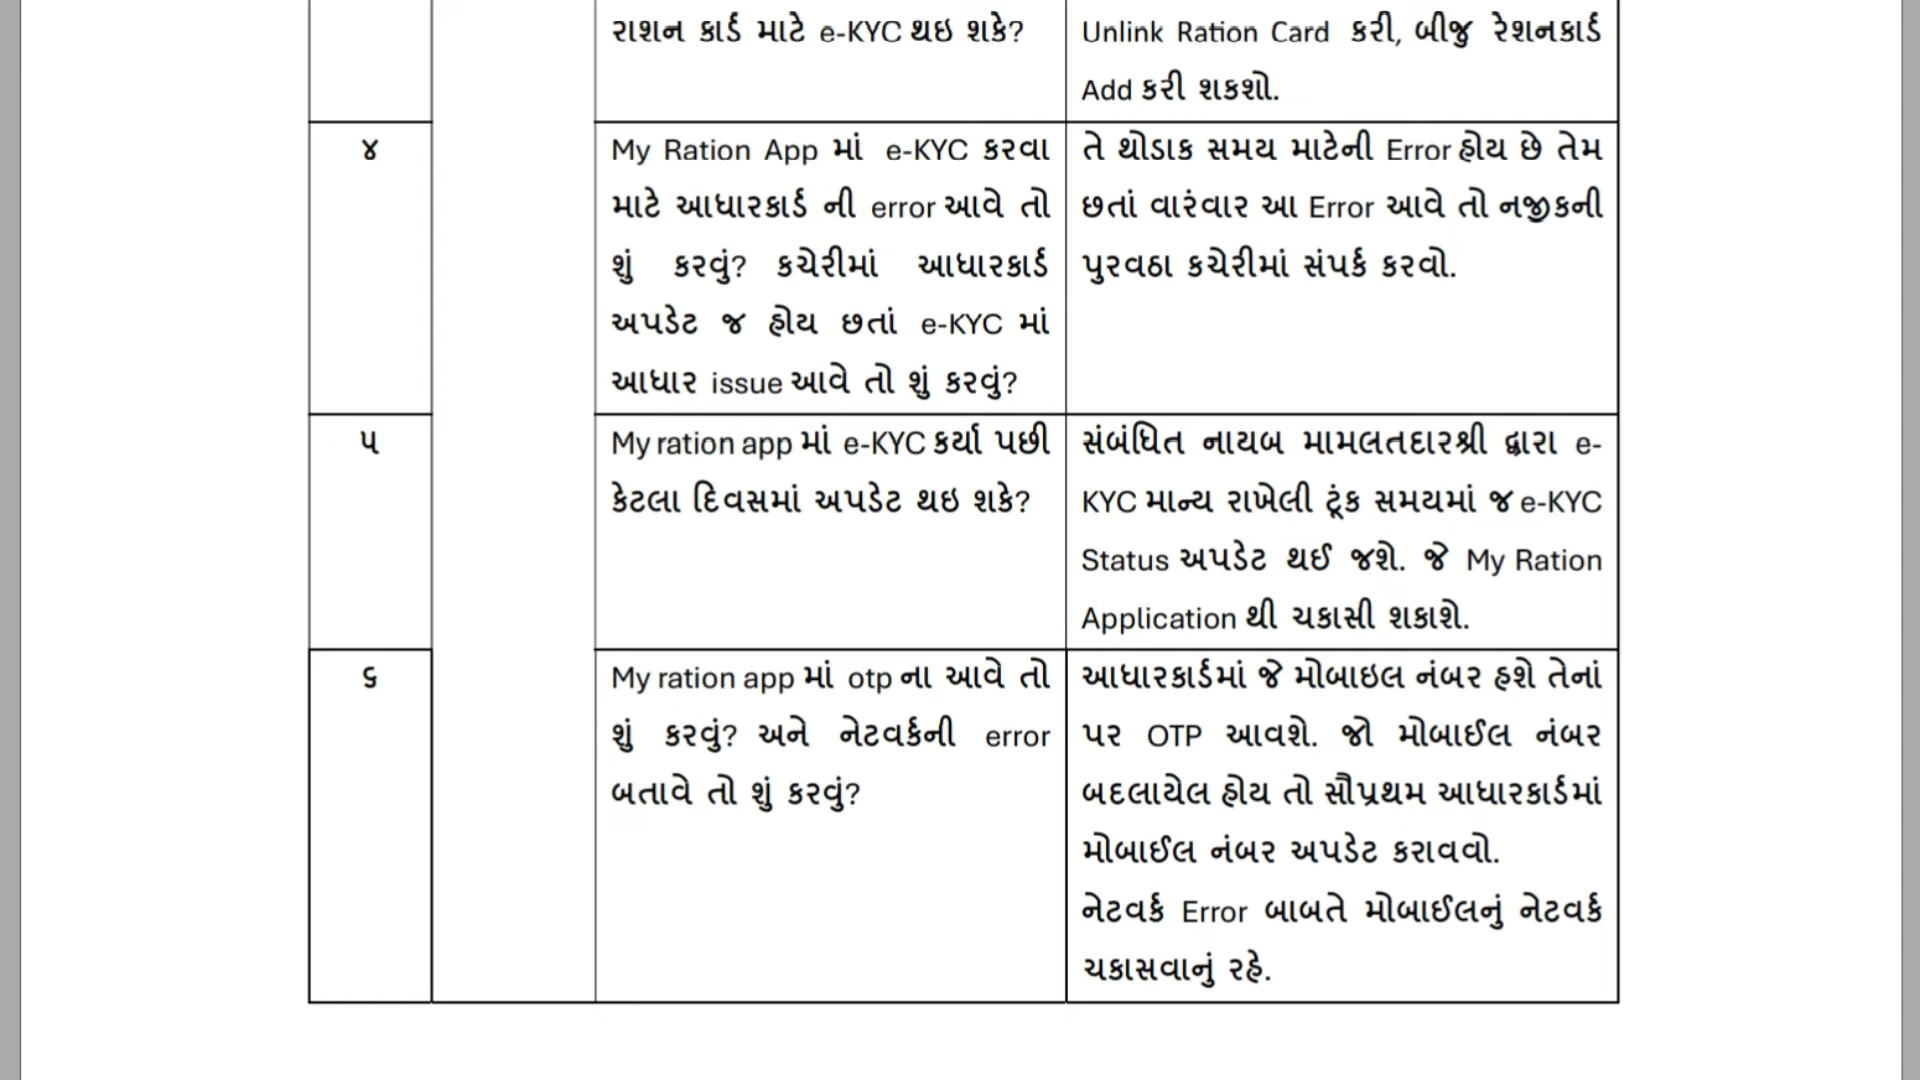 રાશન કાર્ડ માટે e-KYC થઇ શકે?
Unlink Ration Card કરી, બીજુ રેશનકાર્ડ
Add કરી શકશો.
૪
My Ration App માં e-KYC કરવા
માટે આધારકાર્ડ ની error આવે તો
શું કરવું? કચેરીમાં આધારકાર્ડ
અપડેટ જ હોય છતાં e-KYC માં
આધાર issue આવે તો શું કરવું?
તે થોડાક સમય માટેની Error હોય છે તેમ
છતાં વારંવાર આ Error આવે તો નજીકની
પુરવઠા કચેરીમાં સંપર્ક કરવો.
૫
My ration app માં e-KYC કર્યા પછી
કેટલા દિવસમાં અપડેટ થઇ શકે?
સંબંધિત નાયબ મામલતદારશ્રી દ્વારા e-
KYC માન્ય રાખેલી ટૂંક સમયમાં જ e-KYC
Status અપડેટ થઈ જશે. જે My Ration
Application થી ચકાસી શકાશે.
૬
My ration app માં otp ના આવે તો
શું કરવું? અને નેટવર્કની error
બતાવે તો શું કરવું?
આધારકાર્ડમાં જે મોબાઇલ નંબર હશે તેનાં
પર OTP આવશે. જો મોબાઈલ નંબર
બદલાયેલ હોય તો સૌપ્રથમ આધારકાર્ડમાં
મોબાઈલ નંબર અપડેટ કરાવવો.
નેટવર્ક Error બાબતે મોબાઈલનું નેટવર્ક
ચકાસવાનું રહે.